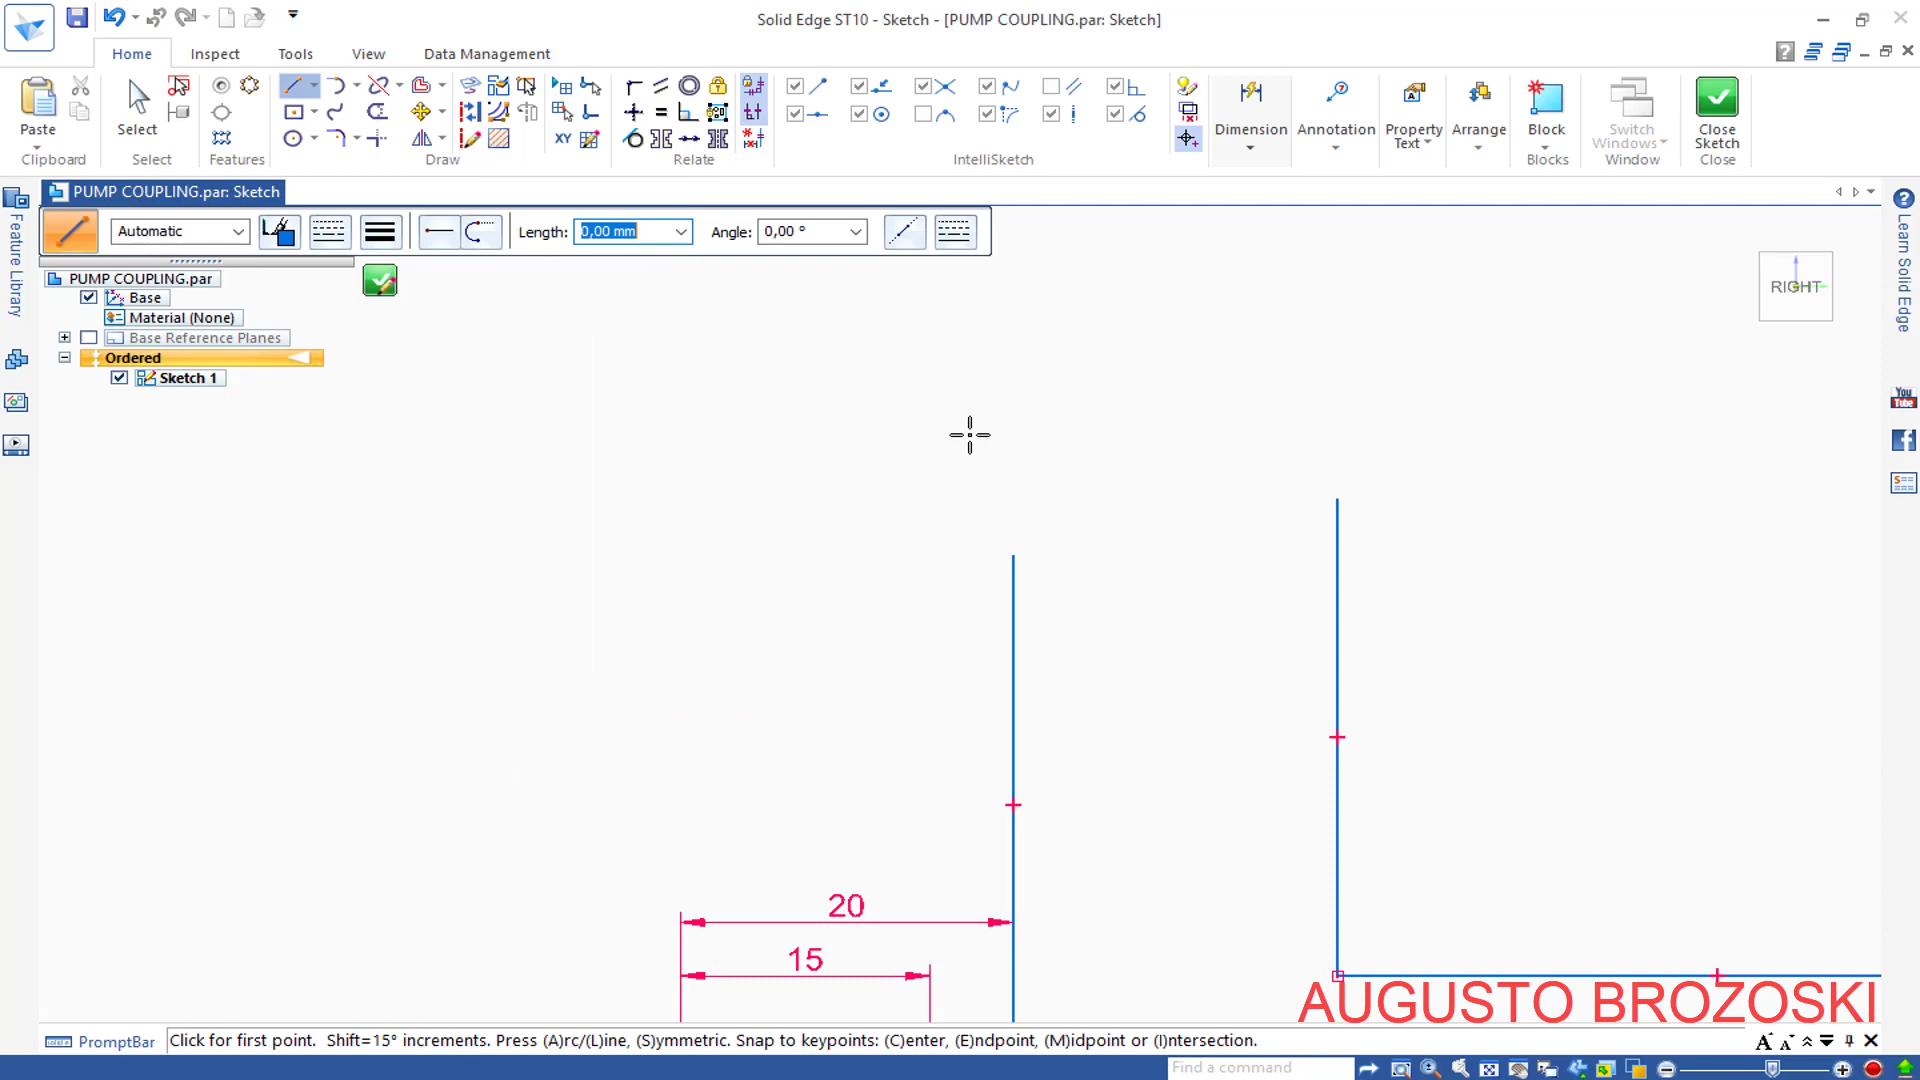 Solid Edge ST10 - Sketch - [PUMP COUPLING.par: Sketch]
Home
Inspect
Tools
View
Data Management
Paste
Clipboard
Select
Select
Features
Draw
XY
Relate
IntelliSketch
Dimension
Annotation
Property
Text
Arrange
Block
Blocks
Switch
Windows
Window
Close
Sketch
Close
PUMP COUPLING.par: Sketch
Automatic
Length: 0,00 mm
Angle: 0,00 °
Feature Library
PUMP COUPLING.par
Base
Material (None)
Base Reference Planes
Ordered
Sketch 1
RIGHT
Learn Solid Edge
You
Tube
20
15
AUGUSTO BROZOSKI
PromptBar
Click for first point. Shift=15° increments. Press (A)rc/(L)ine, (S)ymmetric. Snap to keypoints: (C)enter, (E)ndpoint, (M)idpoint or (I)ntersection.
Find a command